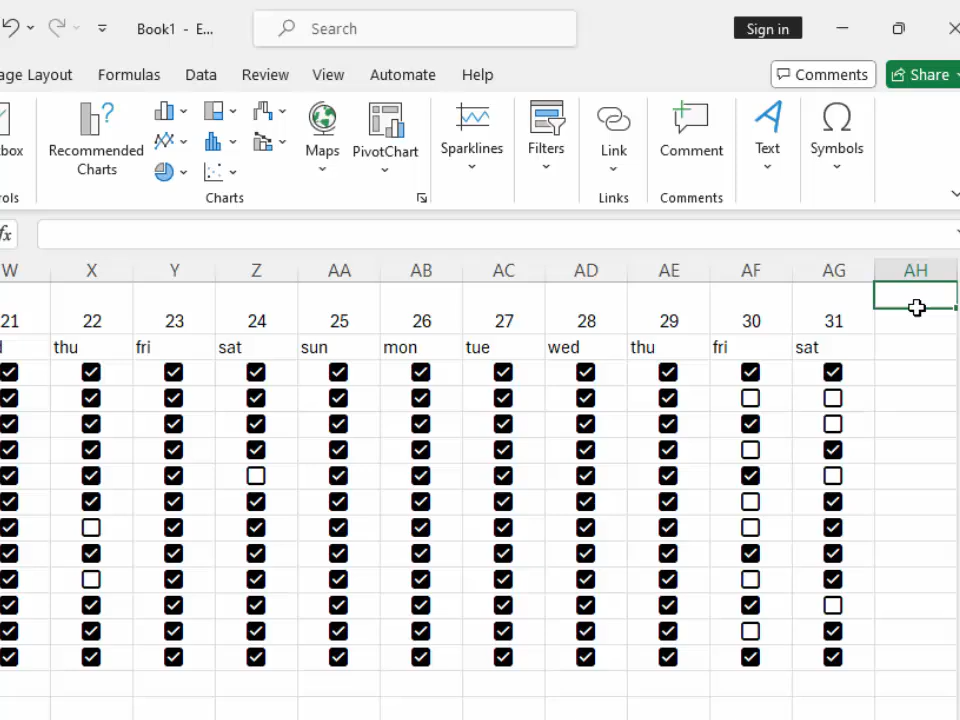 Book1 - E...
Search
Sign in
age Layout Formulas Data Review View Automate Help Comments Share
box Recommended Charts Maps PivotChart Sparklines Filters Link Comment Text Symbols
rols Charts Links Comments
fx
W X Y Z AA AB AC AD AE AF AG AH
21 22 23 24 25 26 27 28 29 30 31
d thu fri sat sun mon tue wed thu fri sat